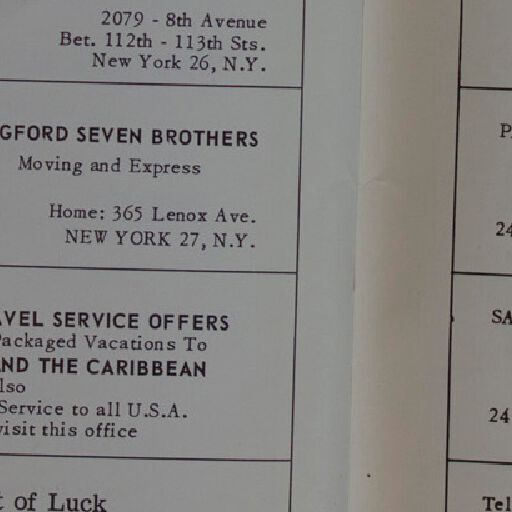 2079 - 8th Avenue
Bet. 112th - 113th Sts.
New York 26, N.Y.
GFORD SEVEN BROTHERS
Moving and Express
Home: 365 Lenox Ave.
NEW YORK 27, N.Y.
AVEL SERVICE OFFERS
Packaged Vacations To
ND THE CARIBBEAN
lso
Service to all U.S.A.
visit this office
t of Luck
P
24
SA
24
Tel